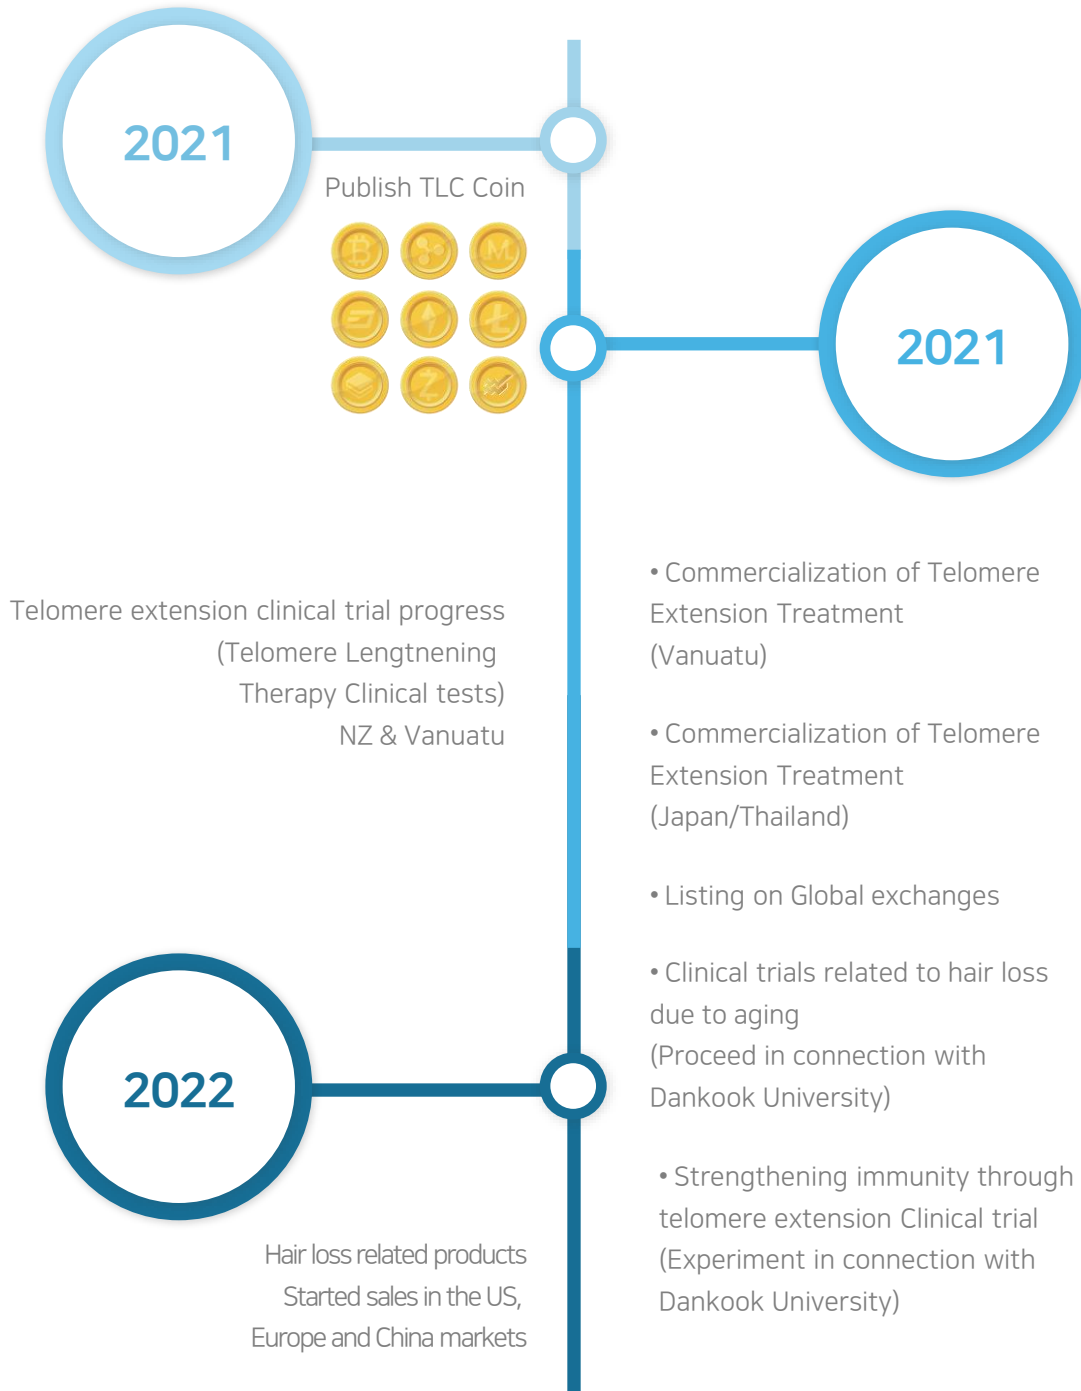 2021
Publish TLC Coin
2021
Telomere extension clinical trial progress
(Telomere Lengtnening
Therapy Clinical tests)
NZ & Vanuatu
• Commercialization of Telomere
Extension Treatment
(Vanuatu)
• Commercialization of Telomere
Extension Treatment
(Japan/Thailand)
• Listing on Global exchanges
• Clinical trials related to hair loss
due to aging
(Proceed in connection with
Dankook University)
• Strengthening immunity through
telomere extension Clinical trial
(Experiment in connection with
Dankook University)
2022
Hair loss related products
Started sales in the US,
Europe and China markets